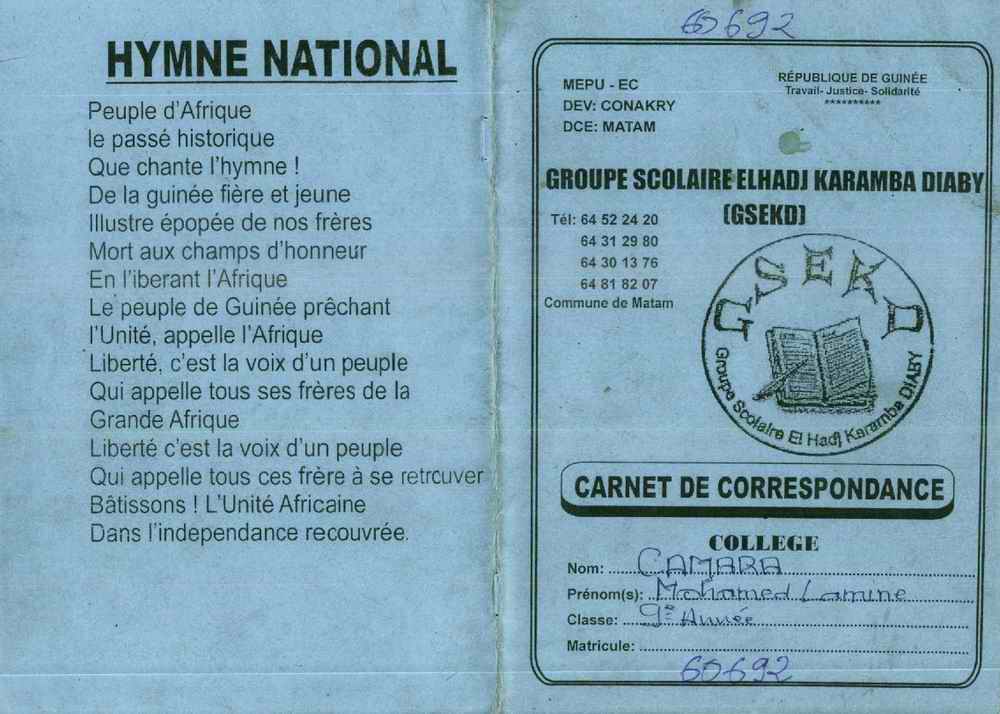 HYMNE NATIONAL
Peuple d'Afrique
le passé historique
Que chante l'hymne !
De la guinée fière et jeune
Illustre épopée de nos frères
Mort aux champs d'honneur
En l'iberant l'Afrique
Le peuple de Guinée prêchant
l'Unité, appelle l'Afrique
Liberté, c'est la voix d'un peuple
Qui appelle tous ses frères de la
Grande Afrique
Liberté c'est la voix d'un peuple
Qui appelle tous ces frère à se retrouver
Bâtissons ! L'Unité Africaine
Dans l'independance recouvrée.
60692
MEPU - EC
DEV: CONAKRY
DCE: MATAM
RÉPUBLIQUE DE GUINÉE
Travail- Justice- Solidarité
**********
GROUPE SCOLAIRE ELHADJ KARAMBA DIABY
(GSEKD)
Tél: 64 52 24 20
64 31 29 80
64 30 13 76
64 81 82 07
Commune de Matam
GSEKD
Groupe Scolaire El Hadj Karamba DIABY
CARNET DE CORRESPONDANCE
COLLEGE
Nom: CAMARA
Prénom(s): Mohamed Lamine
Classe: 9e Année
Matricule:
60692